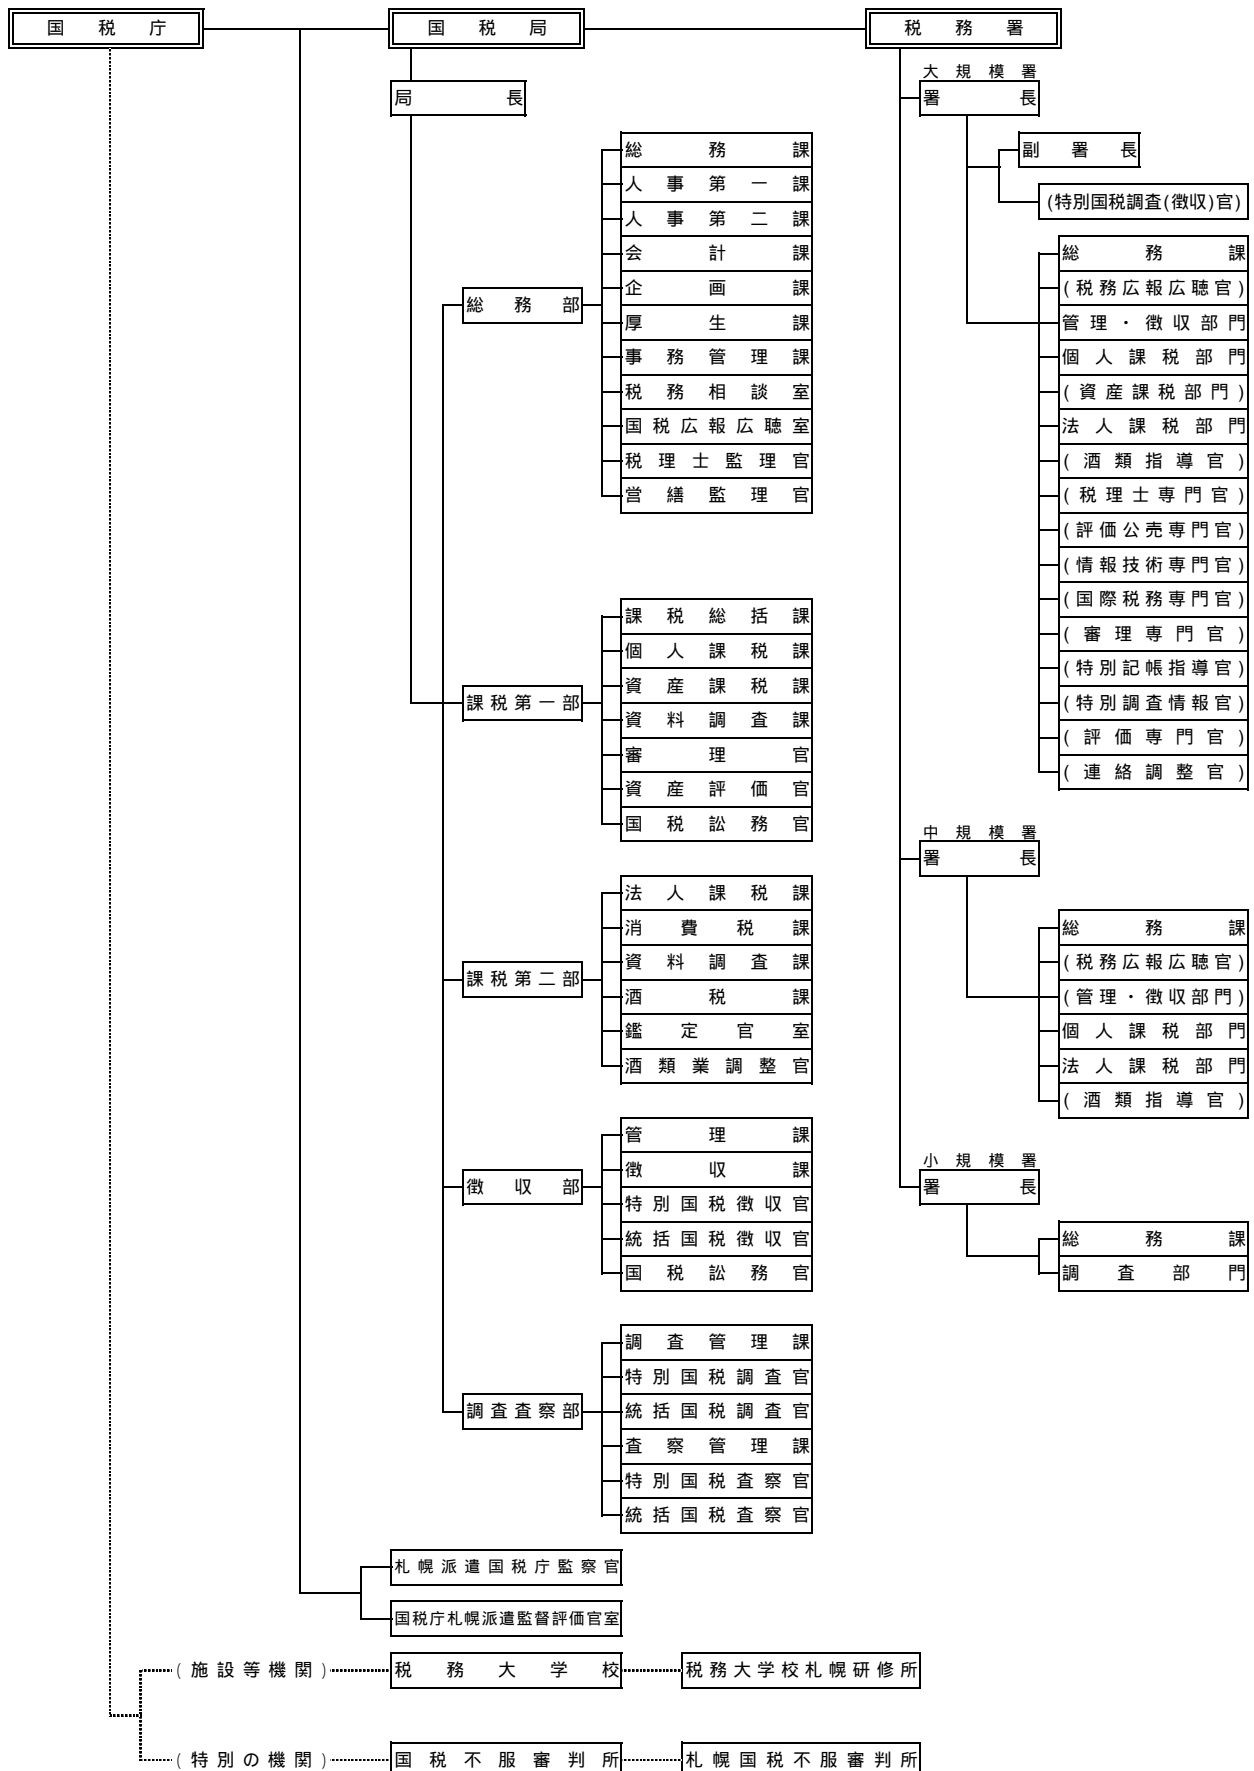 国税庁
国税局
税務署
局長
総務部
総務課
人事第一課
人事第二課
会計課
企画課
厚生課
事務管理課
税務相談室
国税広報広聴室
税理士監理官
営繕監理官
課税第一部
課税総括課
個人課税課
資産課税課
資料調査課
審理官
資産評価官
国税訟務官
課税第二部
法人課税課
消費税課
資料調査課
酒税課
鑑定官室
酒類業調整官
徴収部
管理課
徴収課
特別国税徴収官
統括国税徴収官
国税訟務官
調査査察部
調査管理課
特別国税調査官
統括国税調査官
査察管理課
特別国税査察官
統括国税査察官
大規模署
署長
副署長
(特別国税調査(徴収)官)
総務課
(税務広報広聴官)
管理・徴収部門
個人課税部門
(資産課税部門)
法人課税部門
(酒類指導官)
(税理士専門官)
(評価公売専門官)
(情報技術専門官)
(国際税務専門官)
(審理専門官)
(特別記帳指導官)
(特別調査情報官)
(評価専門官)
(連絡調整官)
中規模署
署長
総務課
(税務広報広聴官)
(管理・徴収部門)
個人課税部門
法人課税部門
(酒類指導官)
小規模署
署長
総務課
調査部門
札幌派遣国税庁監察官
国税庁札幌派遣監督評価官室
(施設等機関)
税務大学校
税務大学校札幌研修所
(特別の機関)
国税不服審判所
札幌国税不服審判所